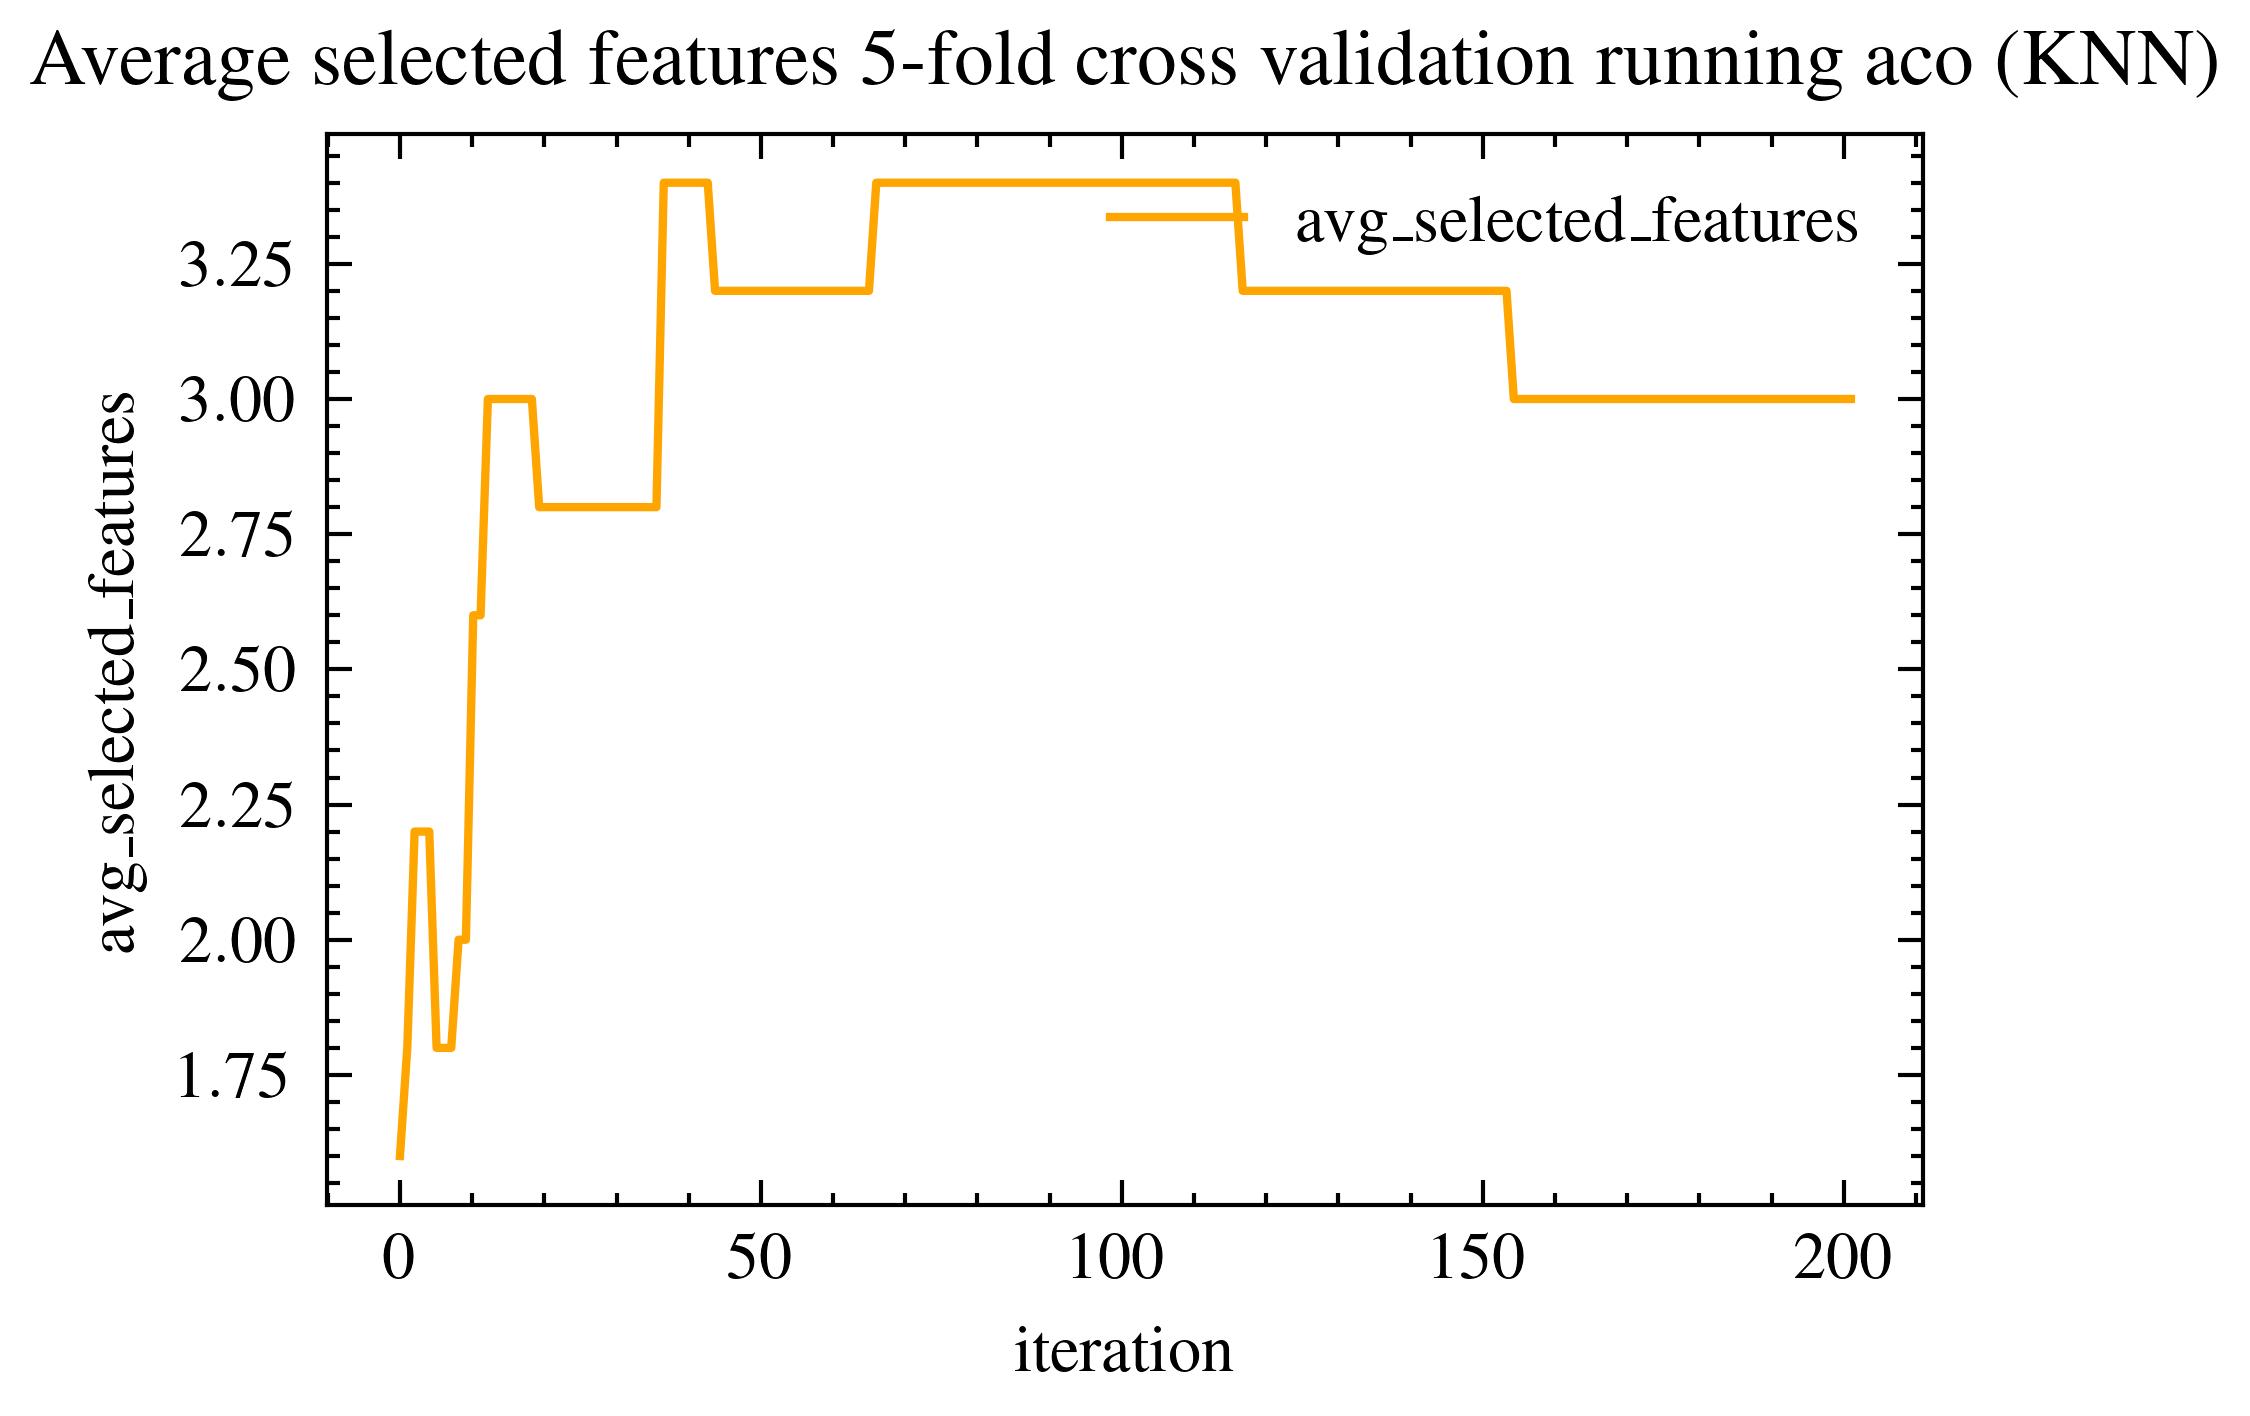 Average selected features 5-fold cross validation running aco (KNN)
avg_selected_features
3.25
3.00
2.75
2.50
2.25
2.00
1.75
avg_selected_features
0 50 100 150 200
iteration